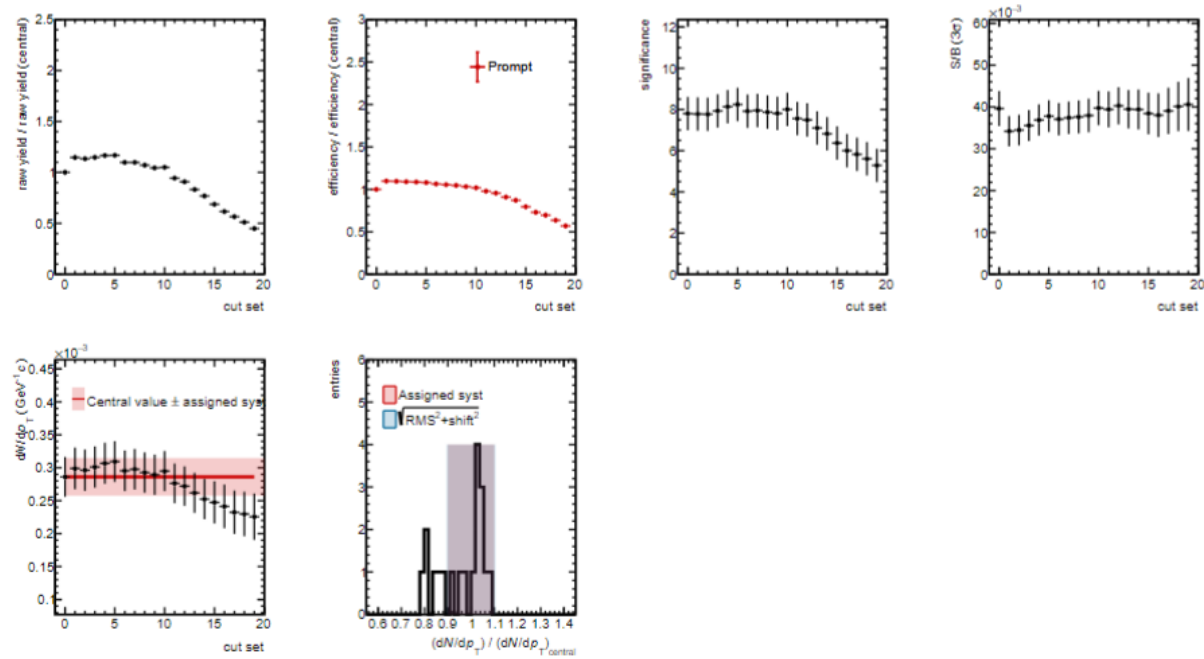 raw yield / raw yield (central)
2.5
2
1.5
1
0.5
0
0 5 10 15 20
cut set
efficiency / efficiency (central)
3
2.5
2
1.5
1
0.5
0
Prompt
0 5 10 15 20
cut set
significance
12
10
8
6
4
2
0
0 5 10 15 20
cut set
×10⁻³
S/B (3σ)
60
50
40
30
20
10
0
0 5 10 15 20
cut set
×10⁻³
dN/dp_T (GeV⁻¹ c)
0.45
0.4
0.35
0.3
0.25
0.2
0.15
0.1
Central value ± assigned sys
0 5 10 15 20
cut set
entries
6
5
4
3
2
1
0
Assigned syst
√RMS²+shift²
0.6 0.7 0.8 0.9 1 1.1 1.2 1.3 1.4
(dN/dp_T) / (dN/dp_T)central